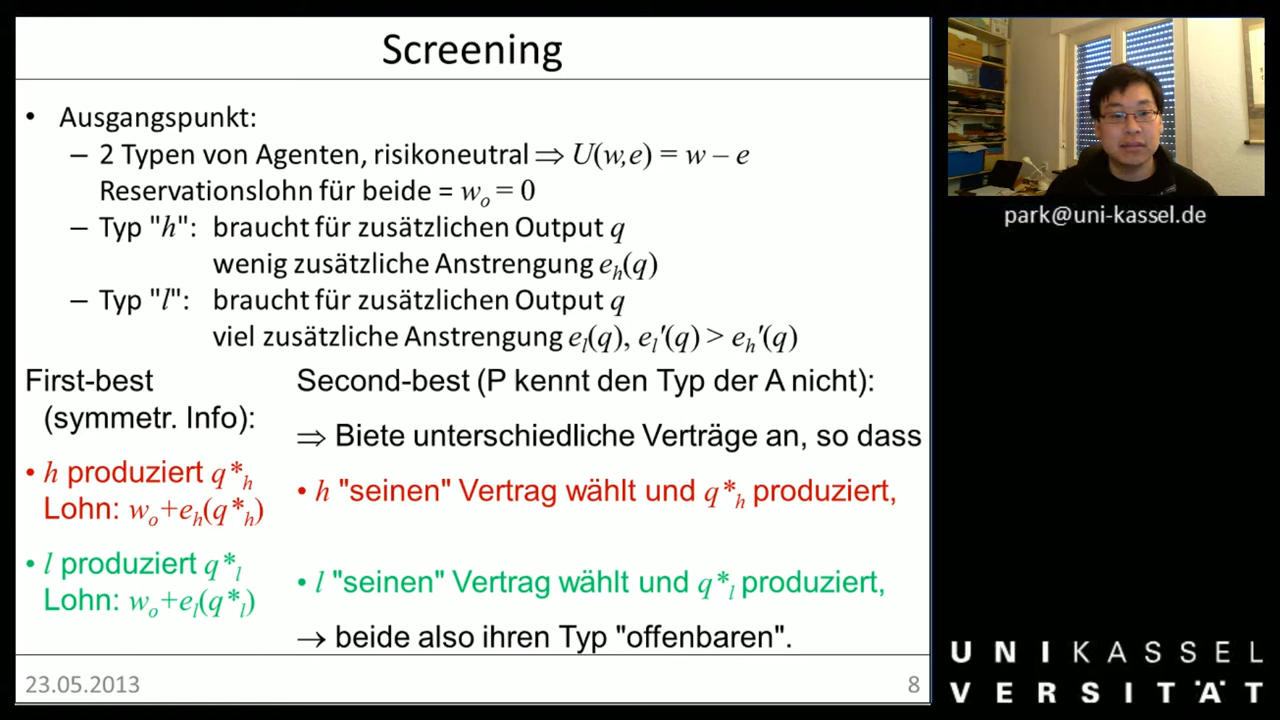 Screening
• Ausgangspunkt:
– 2 Typen von Agenten, risikoneutral ⇒ U(w,e) = w – e
Reservationslohn für beide = wₒ = 0
– Typ "h": braucht für zusätzlichen Output q
wenig zusätzliche Anstrengung eₕ(q)
– Typ "l": braucht für zusätzlichen Output q
viel zusätzliche Anstrengung eₗ(q), eₗ'(q) > eₕ'(q)
First-best
(symmetr. Info):
• h produziert q*ₕ
Lohn: wₒ+eₕ(q*ₕ)
• l produziert q*ₗ
Lohn: wₒ+eₗ(q*ₗ)
Second-best (P kennt den Typ der A nicht):
⇒ Biete unterschiedliche Verträge an, so dass
• h "seinen" Vertrag wählt und q*ₕ produziert,
• l "seinen" Vertrag wählt und q*ₗ produziert,
→ beide also ihren Typ "offenbaren".
23.05.2013
8
park@uni-kassel.de
UNIKASSEL
VERSITÄT